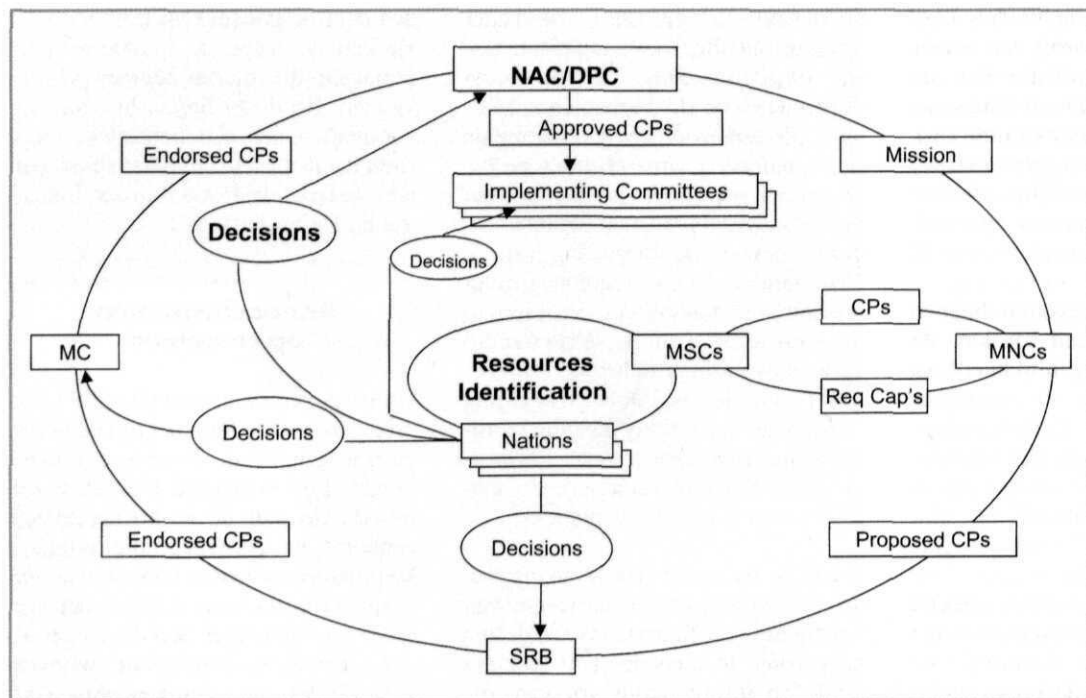 NAC/DPC
Approved CPs
Endorsed CPs
Mission
Implementing Committees
Decisions
Decisions
CPs
MC
Resources
Identification
MSCs
MNCs
Req Cap's
Decisions
Nations
Endorsed CPs
Decisions
Proposed CPs
SRB